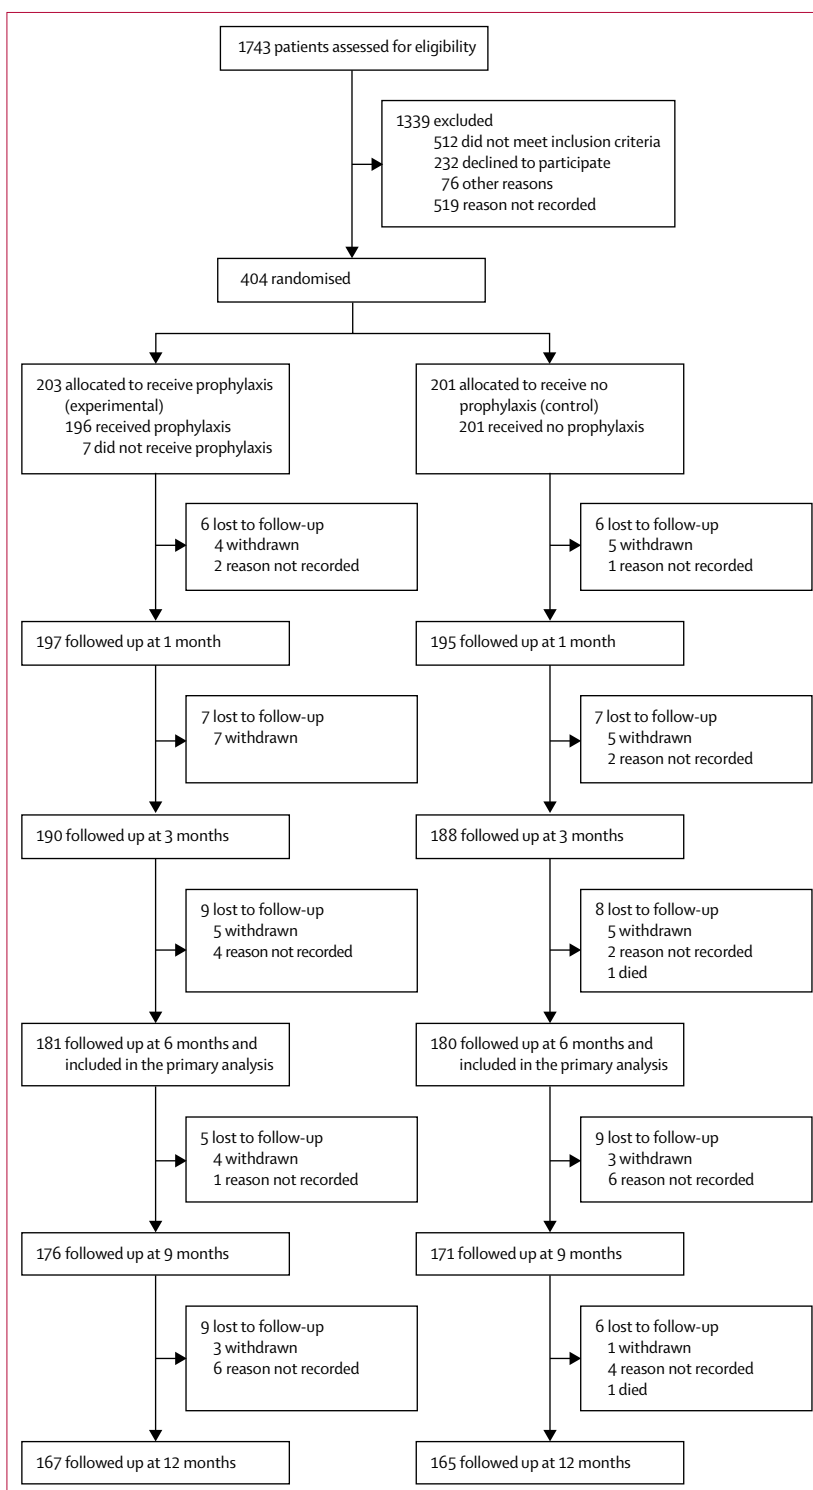 1743 patients assessed for eligibility
1339 excluded
512 did not meet inclusion criteria
232 declined to participate
76 other reasons
519 reason not recorded
404 randomised
203 allocated to receive prophylaxis
(experimental)
196 received prophylaxis
7 did not receive prophylaxis
201 allocated to receive no
prophylaxis (control)
201 received no prophylaxis
6 lost to follow-up
4 withdrawn
2 reason not recorded
6 lost to follow-up
5 withdrawn
1 reason not recorded
197 followed up at 1 month
195 followed up at 1 month
7 lost to follow-up
7 withdrawn
7 lost to follow-up
5 withdrawn
2 reason not recorded
190 followed up at 3 months
188 followed up at 3 months
9 lost to follow-up
5 withdrawn
4 reason not recorded
8 lost to follow-up
5 withdrawn
2 reason not recorded
1 died
181 followed up at 6 months and
included in the primary analysis
180 followed up at 6 months and
included in the primary analysis
5 lost to follow-up
4 withdrawn
1 reason not recorded
9 lost to follow-up
3 withdrawn
6 reason not recorded
176 followed up at 9 months
171 followed up at 9 months
9 lost to follow-up
3 withdrawn
6 reason not recorded
6 lost to follow-up
1 withdrawn
4 reason not recorded
1 died
167 followed up at 12 months
165 followed up at 12 months